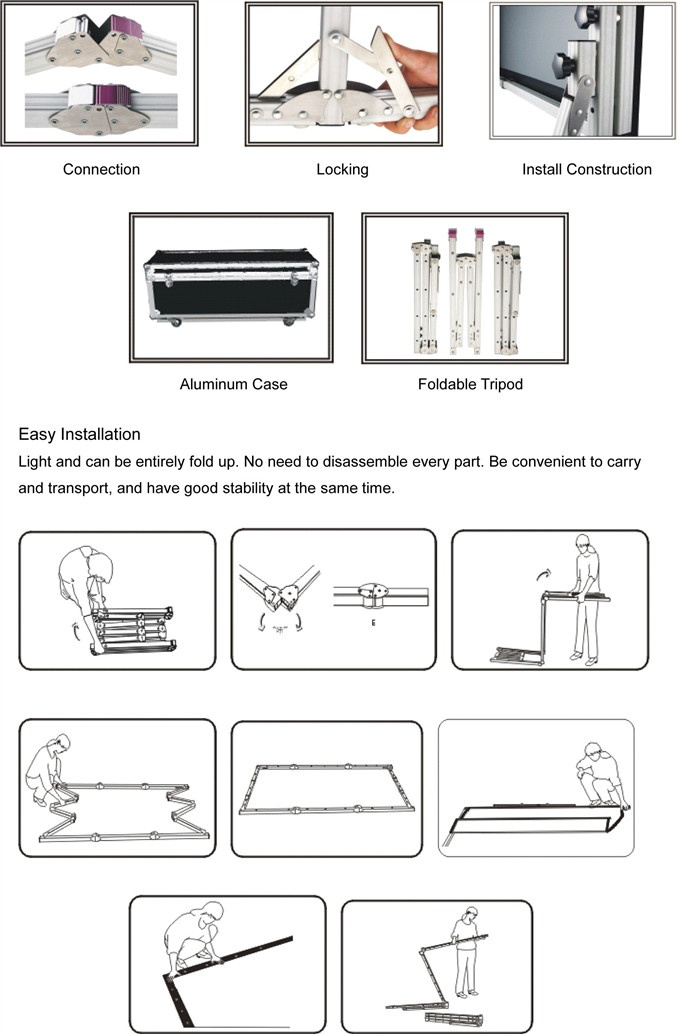 Connection
Locking
Install Construction
Aluminum Case
Foldable Tripod
Easy Installation
Light and can be entirely fold up. No need to disassemble every part. Be convenient to carry
and transport, and have good stability at the same time.
E